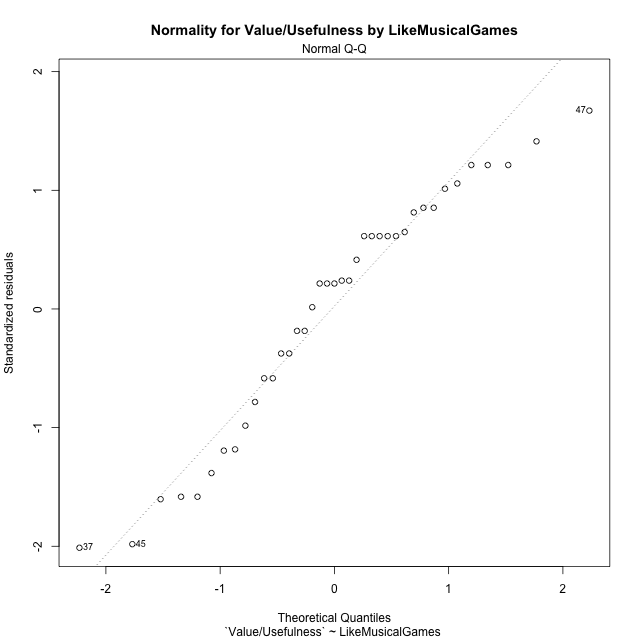 Normality for Value/Usefulness by LikeMusicalGames
Normal Q-Q
Standardized residuals
2
1
0
-1
-2
47
45
37
-2 -1 0 1 2
Theoretical Quantiles
`Value/Usefulness` ~ LikeMusicalGames